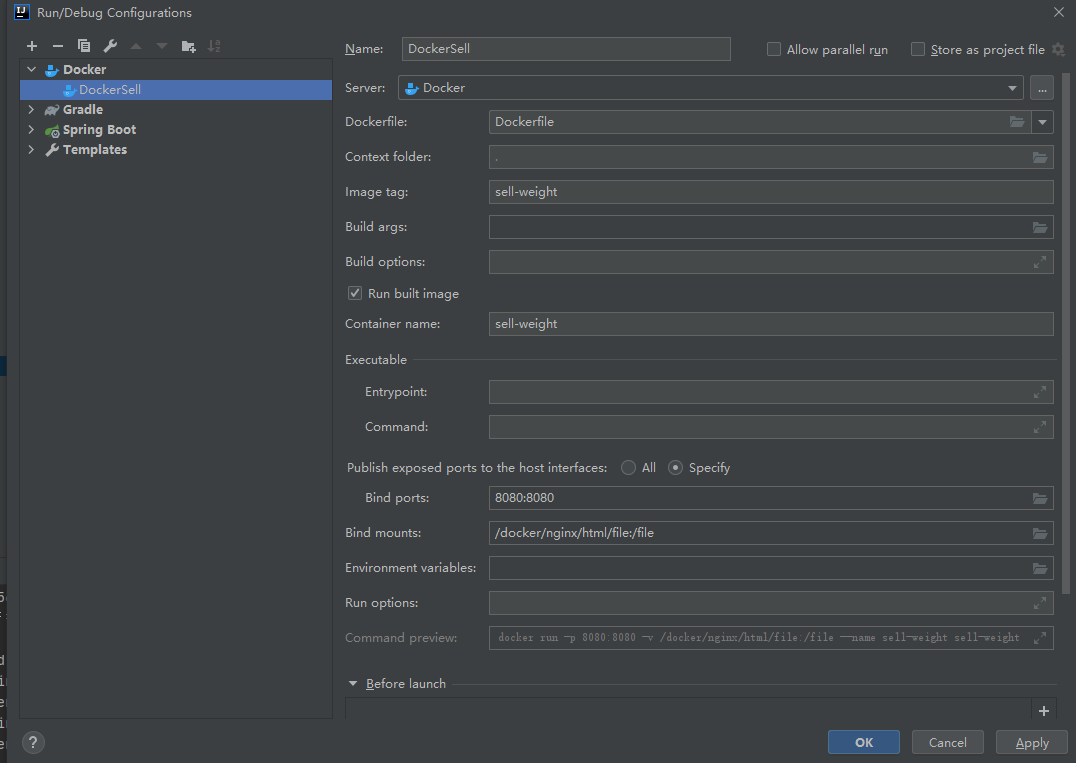 Run/Debug Configurations
Name: DockerSell Allow parallel run Store as project file
Docker
DockerSell
Gradle
Spring Boot
Templates
Server: Docker ...
Dockerfile: Dockerfile
Context folder: .
Image tag: sell-weight
Build args:
Build options:
Run built image
Container name: sell-weight
Executable
Entrypoint:
Command:
Publish exposed ports to the host interfaces: All Specify
Bind ports: 8080:8080
Bind mounts: /docker/nginx/html/file:/file
Environment variables:
Run options:
Command preview: docker run -p 8080:8080 -v /docker/nginx/html/file:/file --name sell-weight sell-weight
Before launch
? OK Cancel Apply